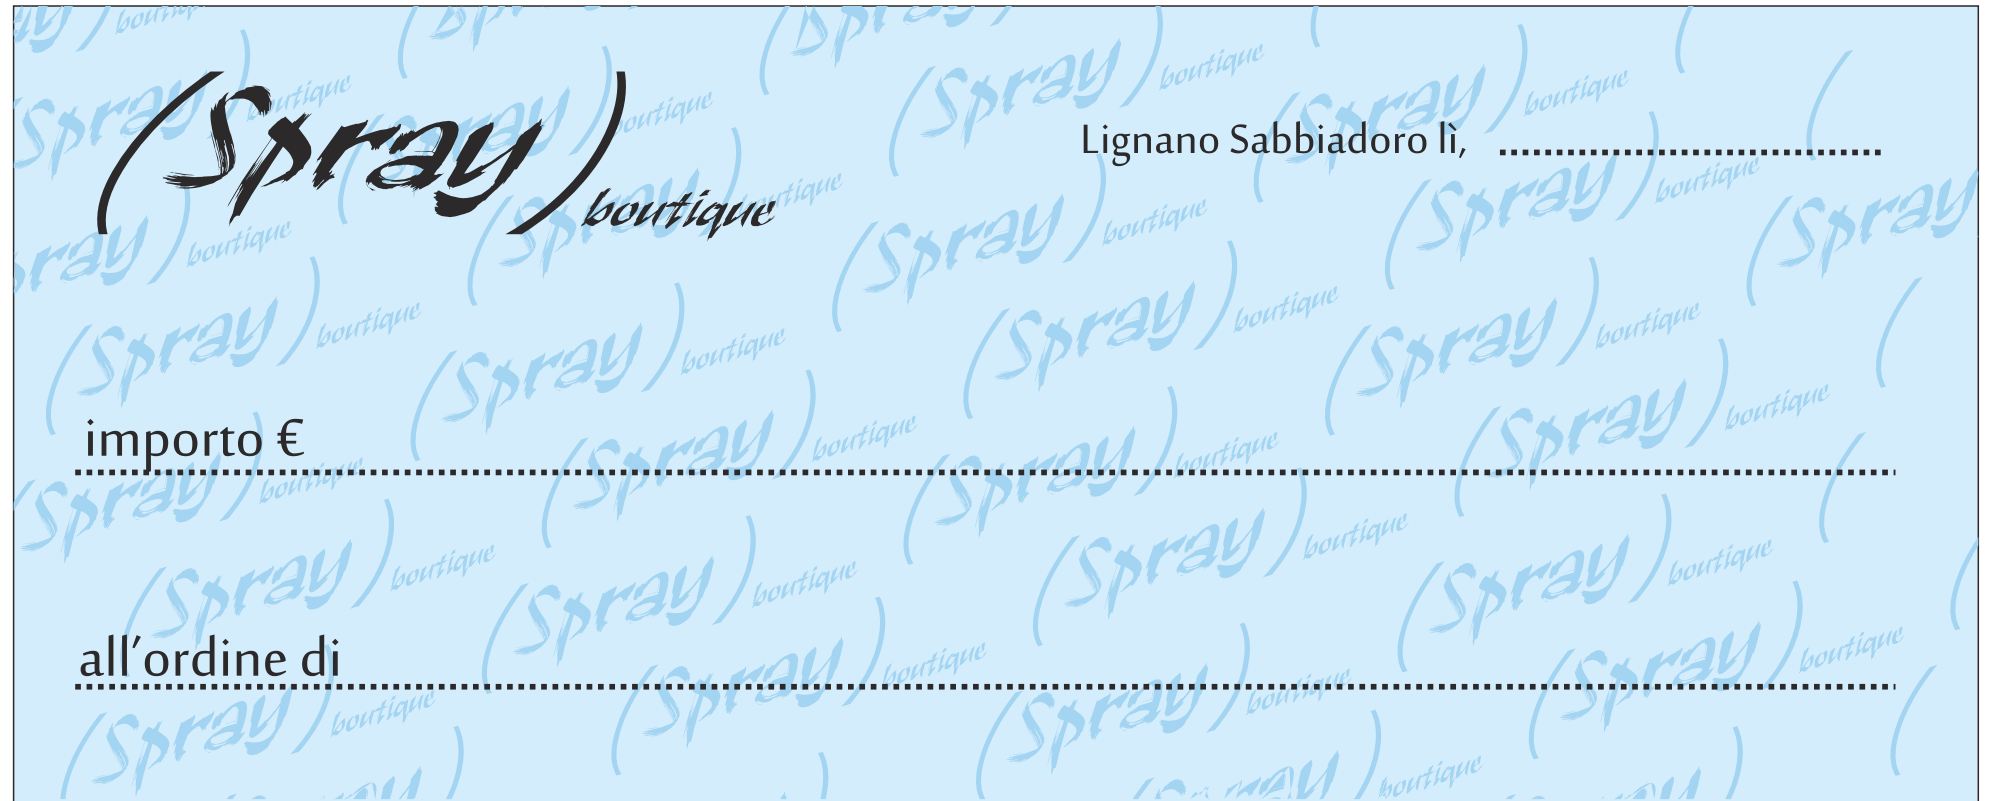 (Spray) boutique
Lignano Sabbiadoro lì, ........................................
importo €
all’ordine di